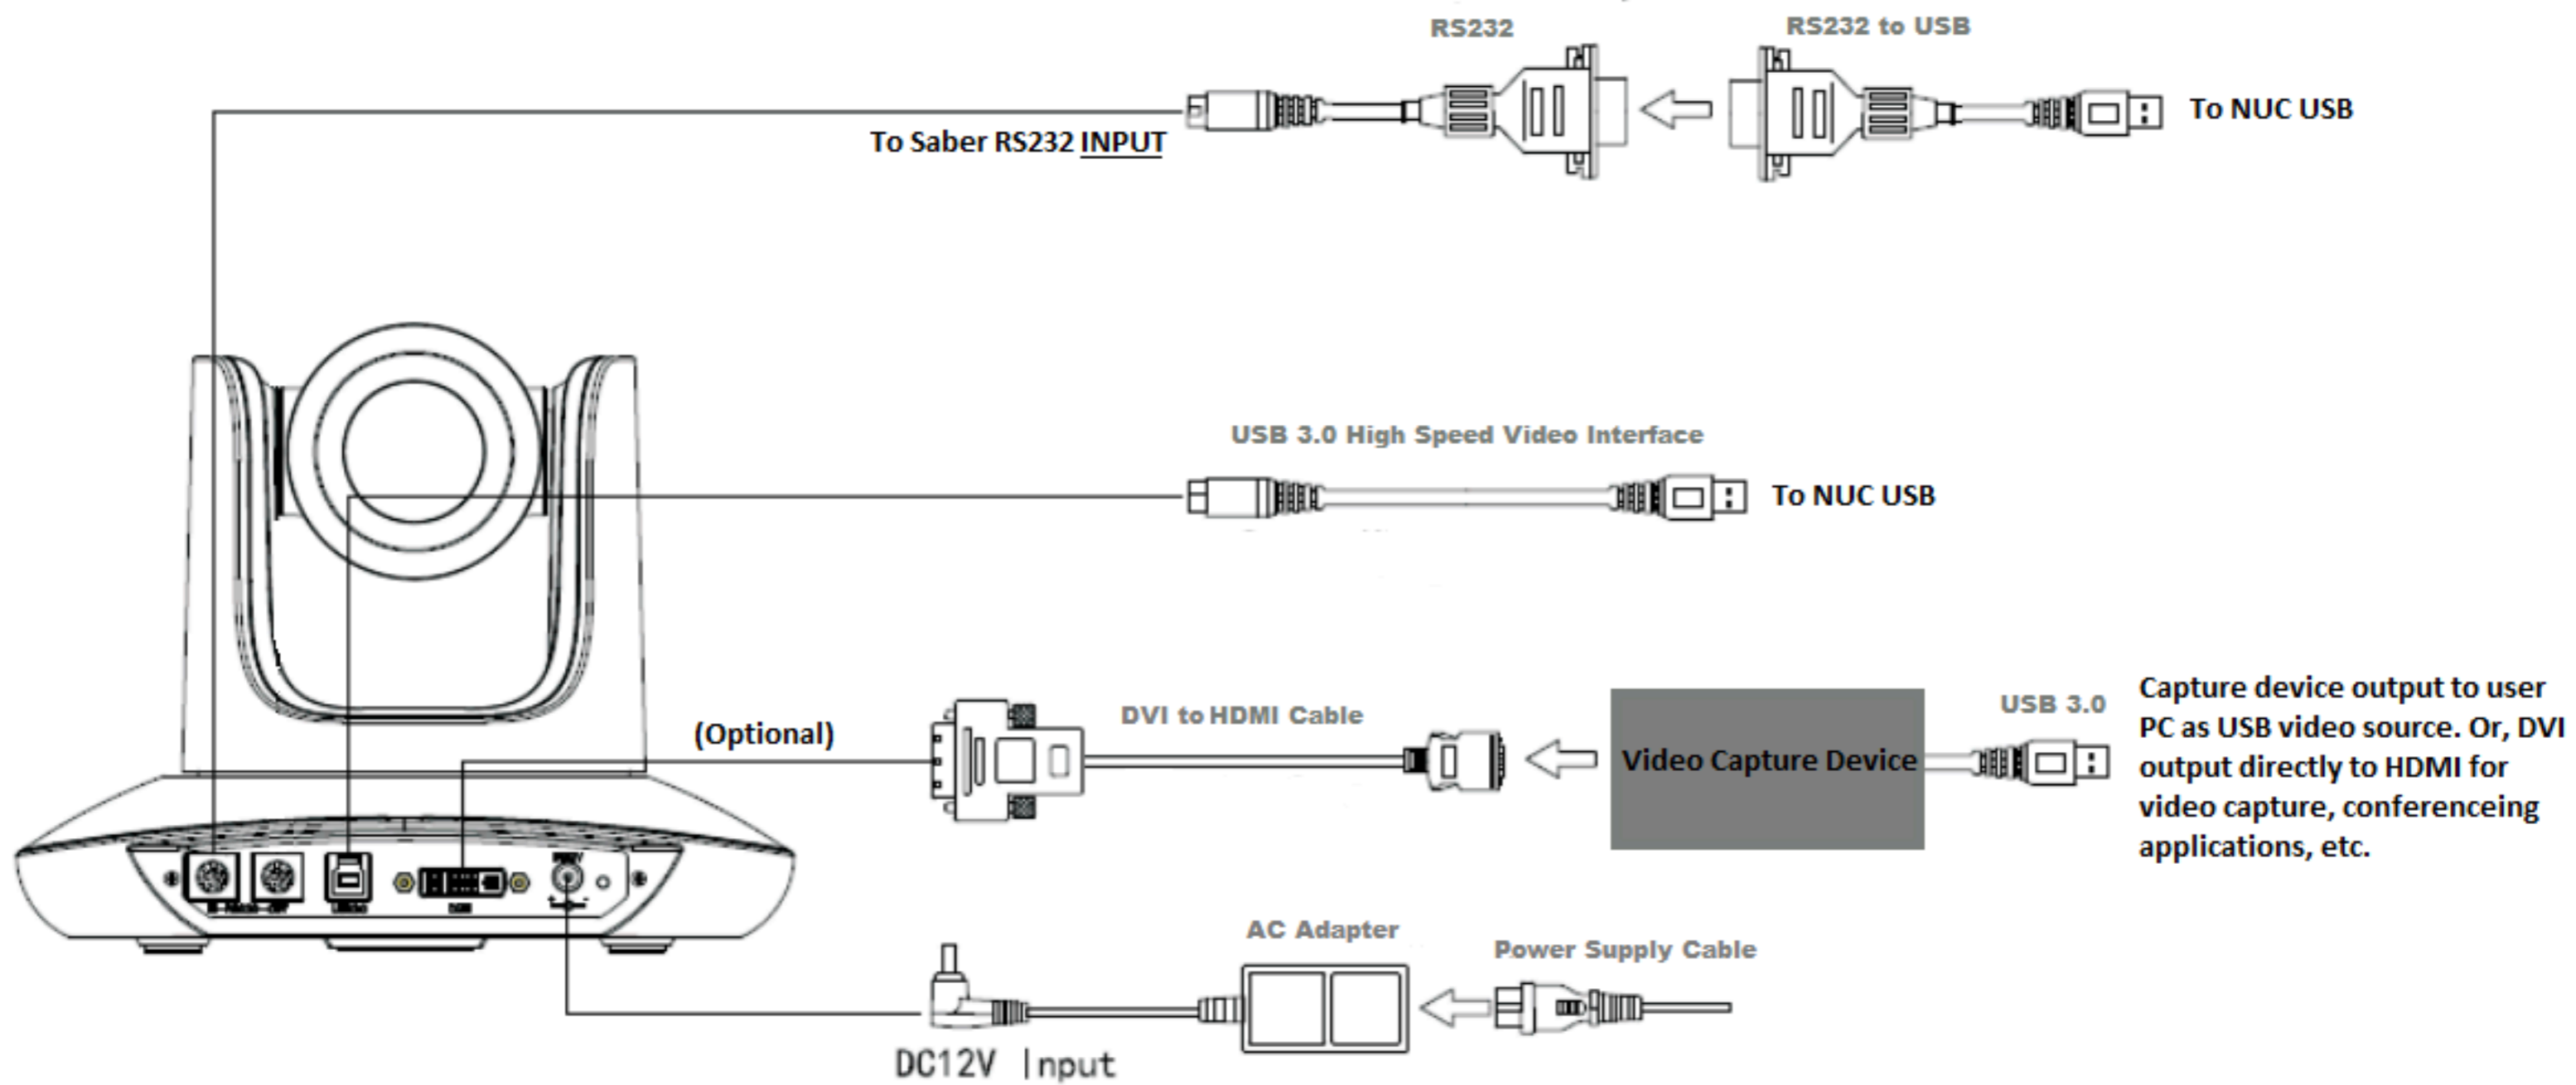 RS232
RS232 to USB
To NUC USB
To Saber RS232 INPUT
USB 3.0 High Speed Video Interface
To NUC USB
(Optional)
DVI to HDMI Cable
Video Capture Device
USB 3.0
Capture device output to user
PC as USB video source. Or, DVI
output directly to HDMI for
video capture, conferenceing
applications, etc.
AC Adapter
Power Supply Cable
DC12V Input